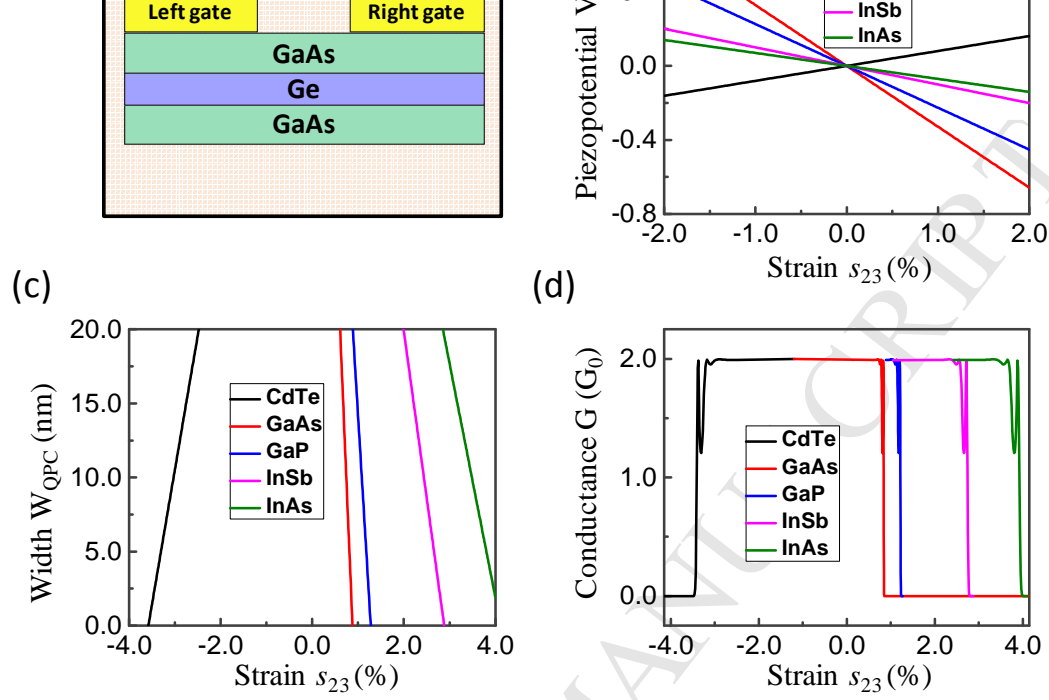 Left gate
Right gate
GaAs
Ge
GaAs
Piezopotential V
InSb
InAs
0.0
-0.4
-0.8
-2.0 -1.0 0.0 1.0 2.0
Strain s23 (%)
(c)
Width WQPC (nm)
20.0
15.0
10.0
5.0
0.0
CdTe
GaAs
GaP
InSb
InAs
-4.0 -2.0 0.0 2.0 4.0
Strain s23 (%)
(d)
Conductance G (G0)
2.0
1.0
0.0
CdTe
GaAs
GaP
InSb
InAs
-4.0 -2.0 0.0 2.0 4.0
Strain s23 (%)